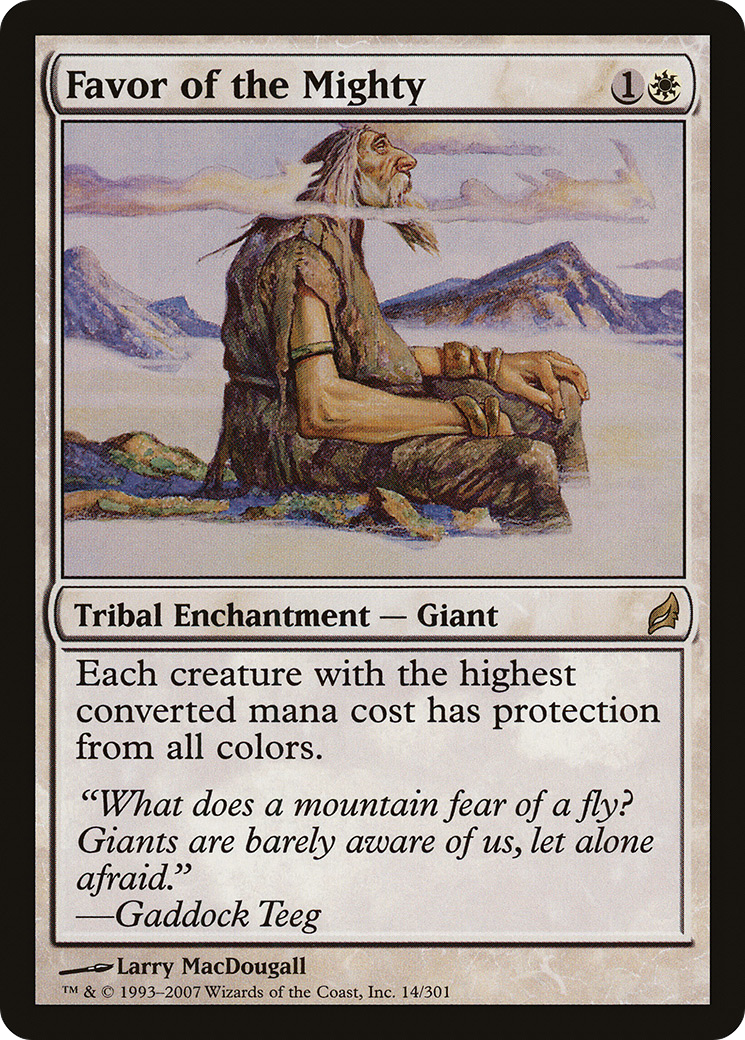 Favor of the Mighty 1
Tribal Enchantment — Giant
Each creature with the highest
converted mana cost has protection
from all colors.
“What does a mountain fear of a fly?
Giants are barely aware of us, let alone
afraid.”
—Gaddock Teeg
Larry MacDougall
™ & © 1993–2007 Wizards of the Coast, Inc. 14/301